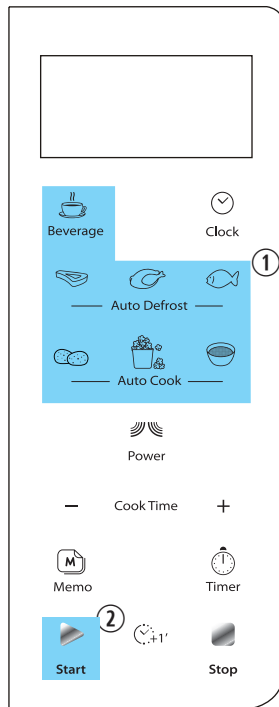 Beverage
Clock
①
Auto Defrost
Auto Cook
Power
− Cook Time +
M
Memo
Timer
②
+1'
Start
Stop